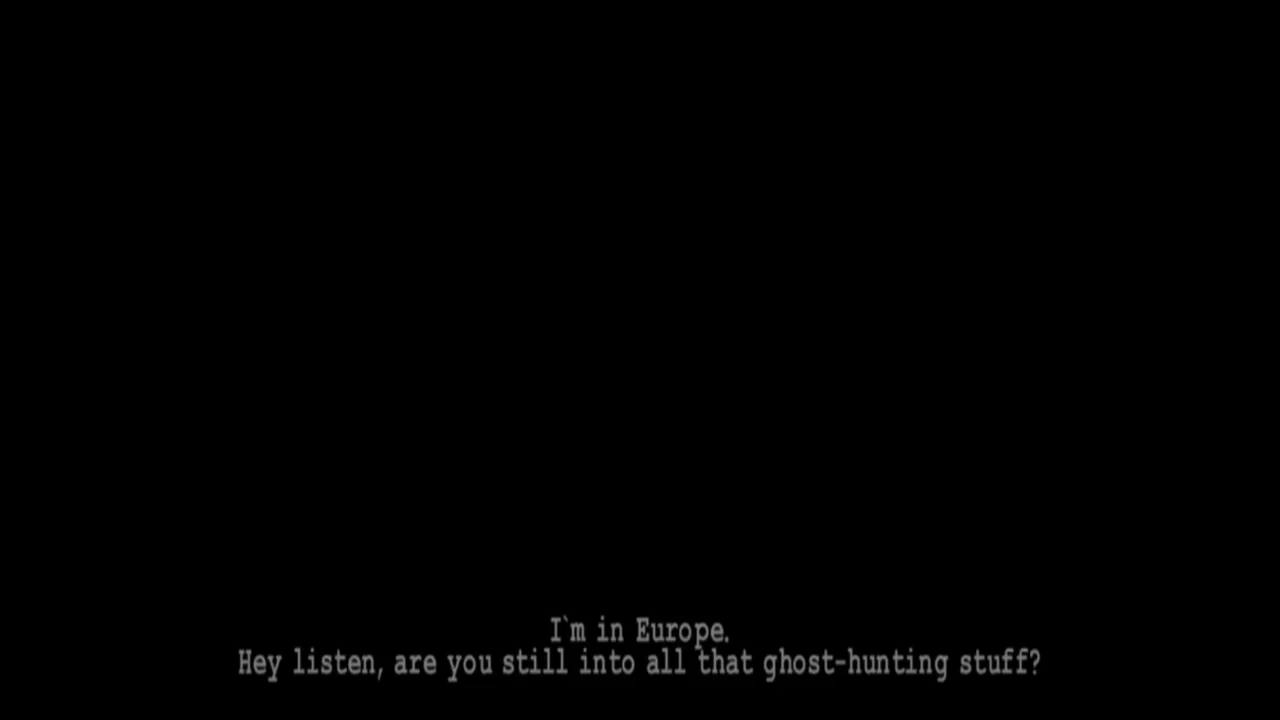 I`m in Europe.
Hey listen, are you still into all that ghost-hunting stuff?